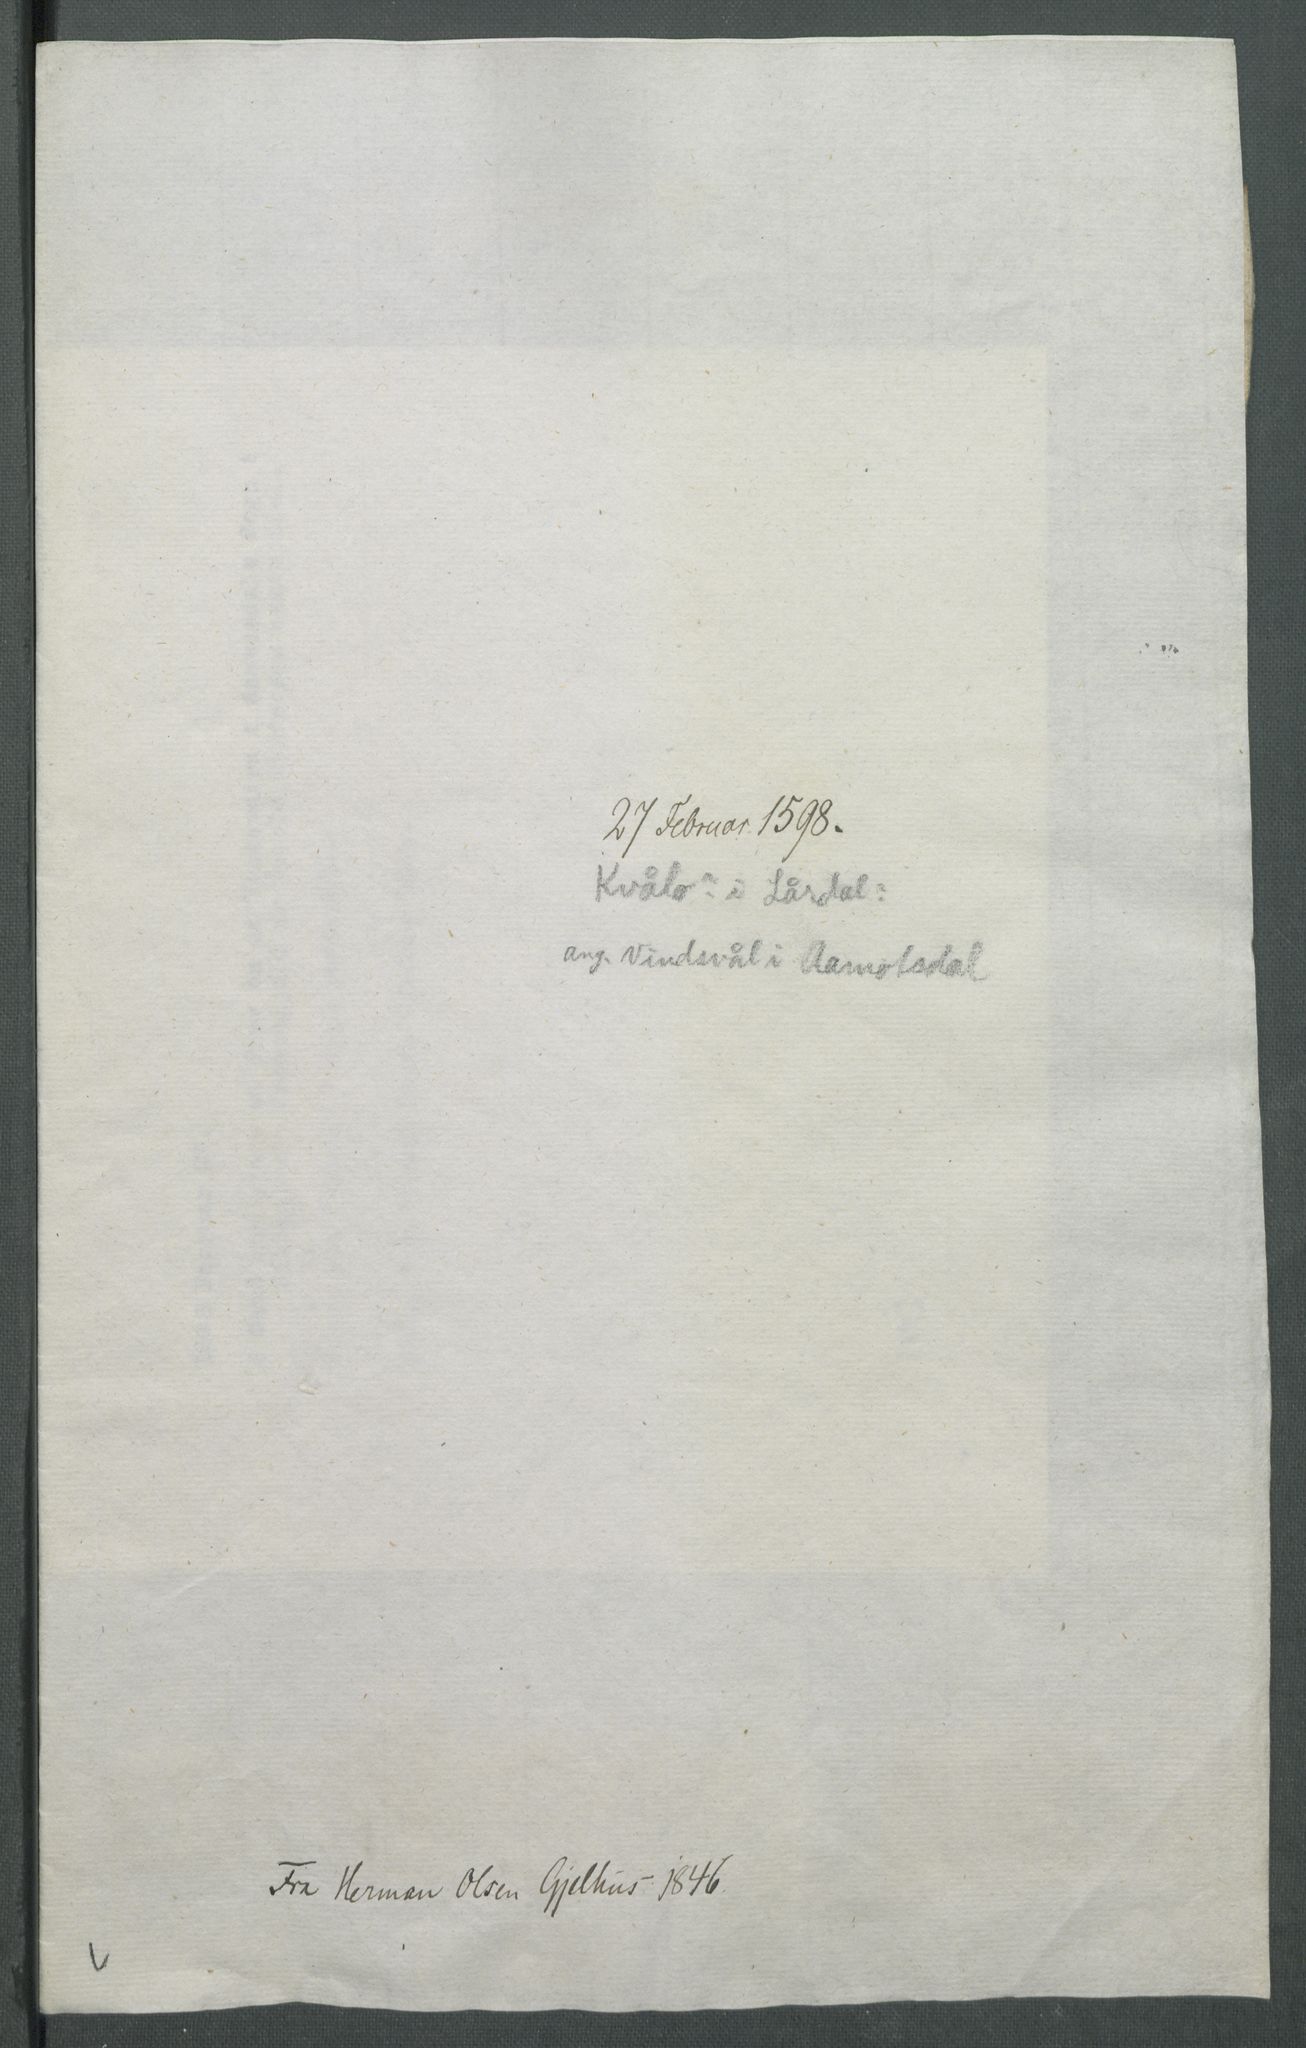 27 Februar 1598.
Kvålo i Lårdal:
ang. Vindsvål i Aamotsdal
Fra Herman Olsen Gjelhus 1846.